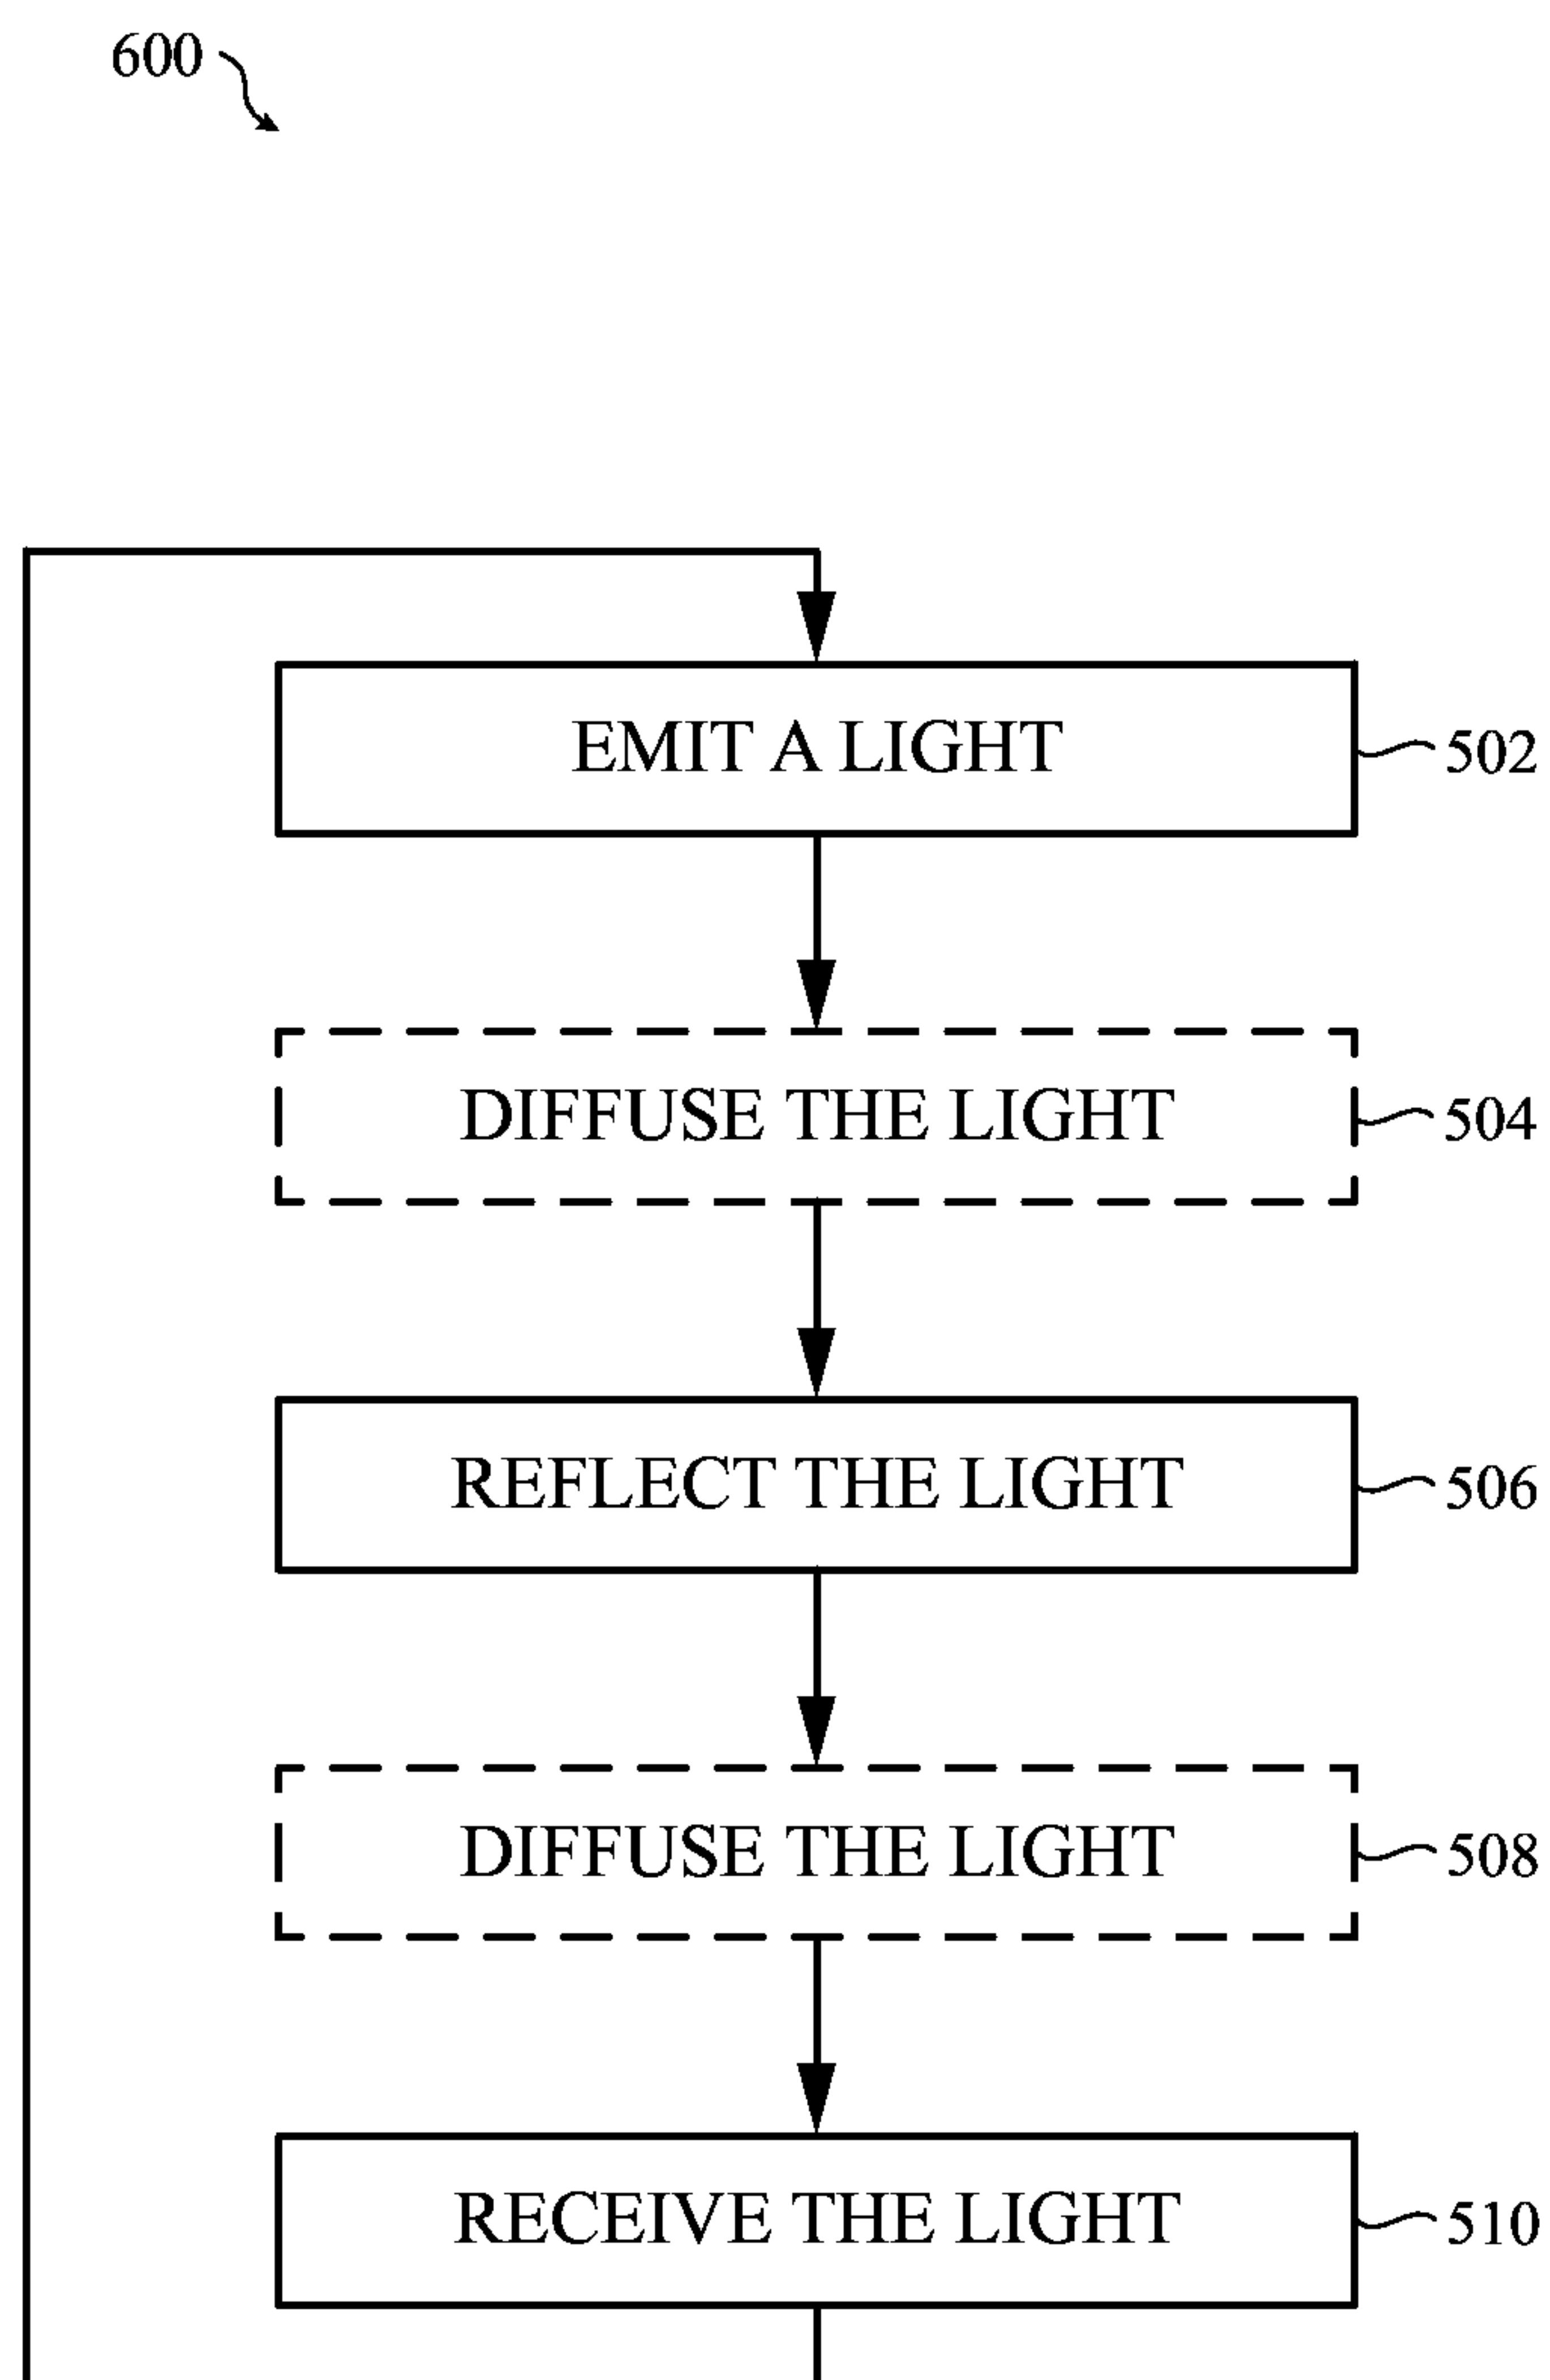 600
EMIT A LIGHT
502
DIFFUSE THE LIGHT
504
REFLECT THE LIGHT
506
DIFFUSE THE LIGHT
508
RECEIVE THE LIGHT
510